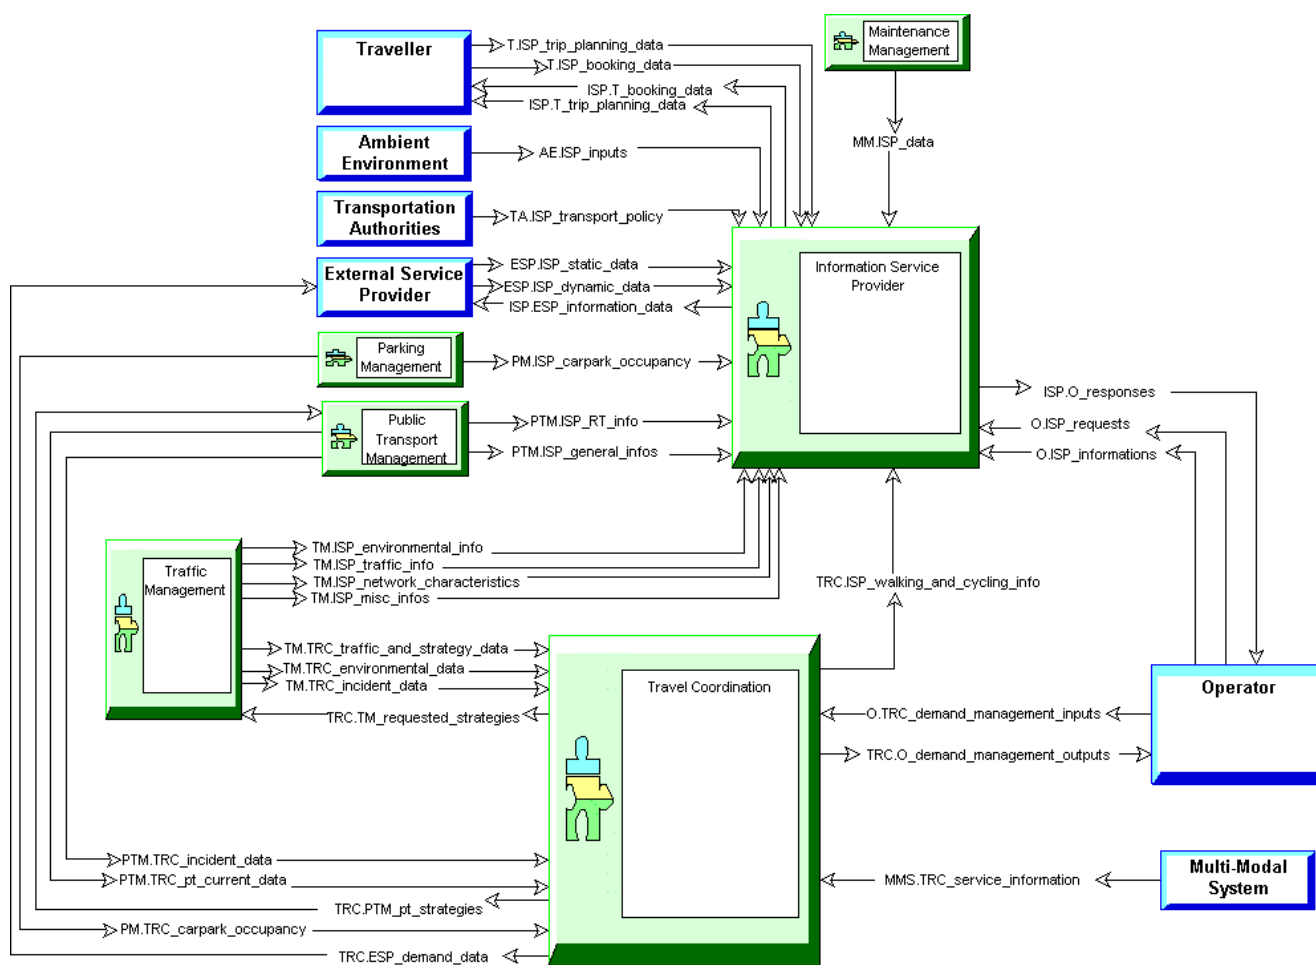 Traveller
T.ISP_trip_planning_data
T.ISP_booking_data
ISP.T_booking_data
ISP.T_trip_planning_data
Maintenance
Management
MM.ISP_data
Ambient
Environment
AE.ISP_inputs
Transportation
Authorities
TA.ISP_transport_policy
External Service
Provider
ESP.ISP_static_data
ESP.ISP_dynamic_data
ISP.ESP_information_data
Information Service
Provider
Parking
Management
PM.ISP_carpark_occupancy
Public
Transport
Management
PTM.ISP_RT_info
PTM.ISP_general_infos
ISP.O_responses
O.ISP_requests
O.ISP_informations
Traffic
Management
TM.ISP_environmental_info
TM.ISP_traffic_info
TM.ISP_network_characteristics
TM.ISP_misc_infos
TRC.ISP_walking_and_cycling_info
TM.TRC_traffic_and_strategy_data
TM.TRC_environmental_data
TM.TRC_incident_data
TRC.TM_requested_strategies
Travel Coordination
Operator
O.TRC_demand_management_inputs
TRC.O_demand_management_outputs
PTM.TRC_incident_data
PTM.TRC_pt_current_data
TRC.PTM_pt_strategies
PM.TRC_carpark_occupancy
TRC.ESP_demand_data
MMS.TRC_service_information
Multi-Modal
System